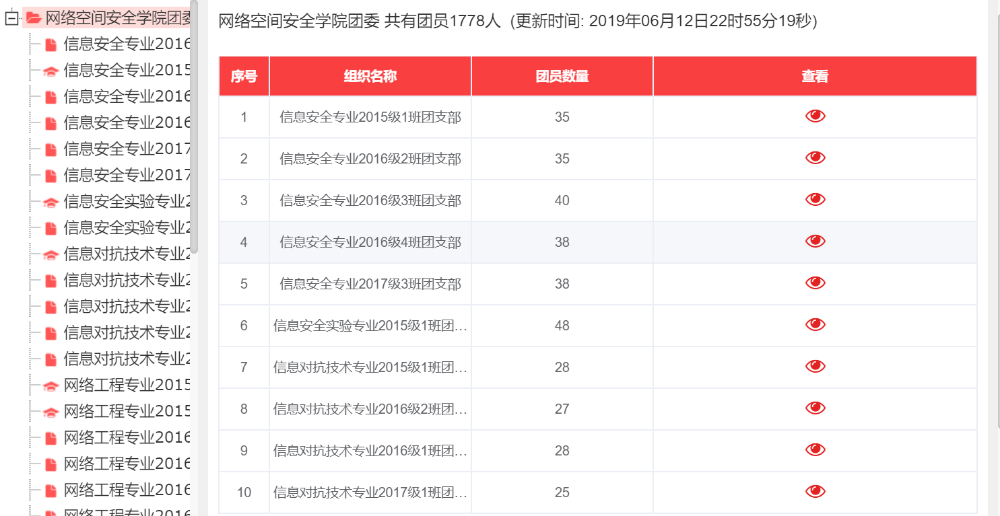 网络空间安全学院团委
信息安全专业2016
信息安全专业2015
信息安全专业2016
信息安全专业2016
信息安全专业2017
信息安全专业2017
信息安全实验专业2
信息安全实验专业2
信息对抗技术专业2
信息对抗技术专业2
信息对抗技术专业2
信息对抗技术专业2
信息对抗技术专业2
网络工程专业2015
网络工程专业2015
网络工程专业2016
网络工程专业2016
网络工程专业2016
网络工程专业2016
网络空间安全学院团委 共有团员1778人 (更新时间: 2019年06月12日22时55分19秒)
序号 组织名称 团员数量 查看
1 信息安全专业2015级1班团支部 35
2 信息安全专业2016级2班团支部 35
3 信息安全专业2016级3班团支部 40
4 信息安全专业2016级4班团支部 38
5 信息安全专业2017级3班团支部 38
6 信息安全实验专业2015级1班团… 48
7 信息对抗技术专业2015级1班团… 28
8 信息对抗技术专业2016级2班团… 27
9 信息对抗技术专业2016级1班团… 28
10 信息对抗技术专业2017级1班团… 25